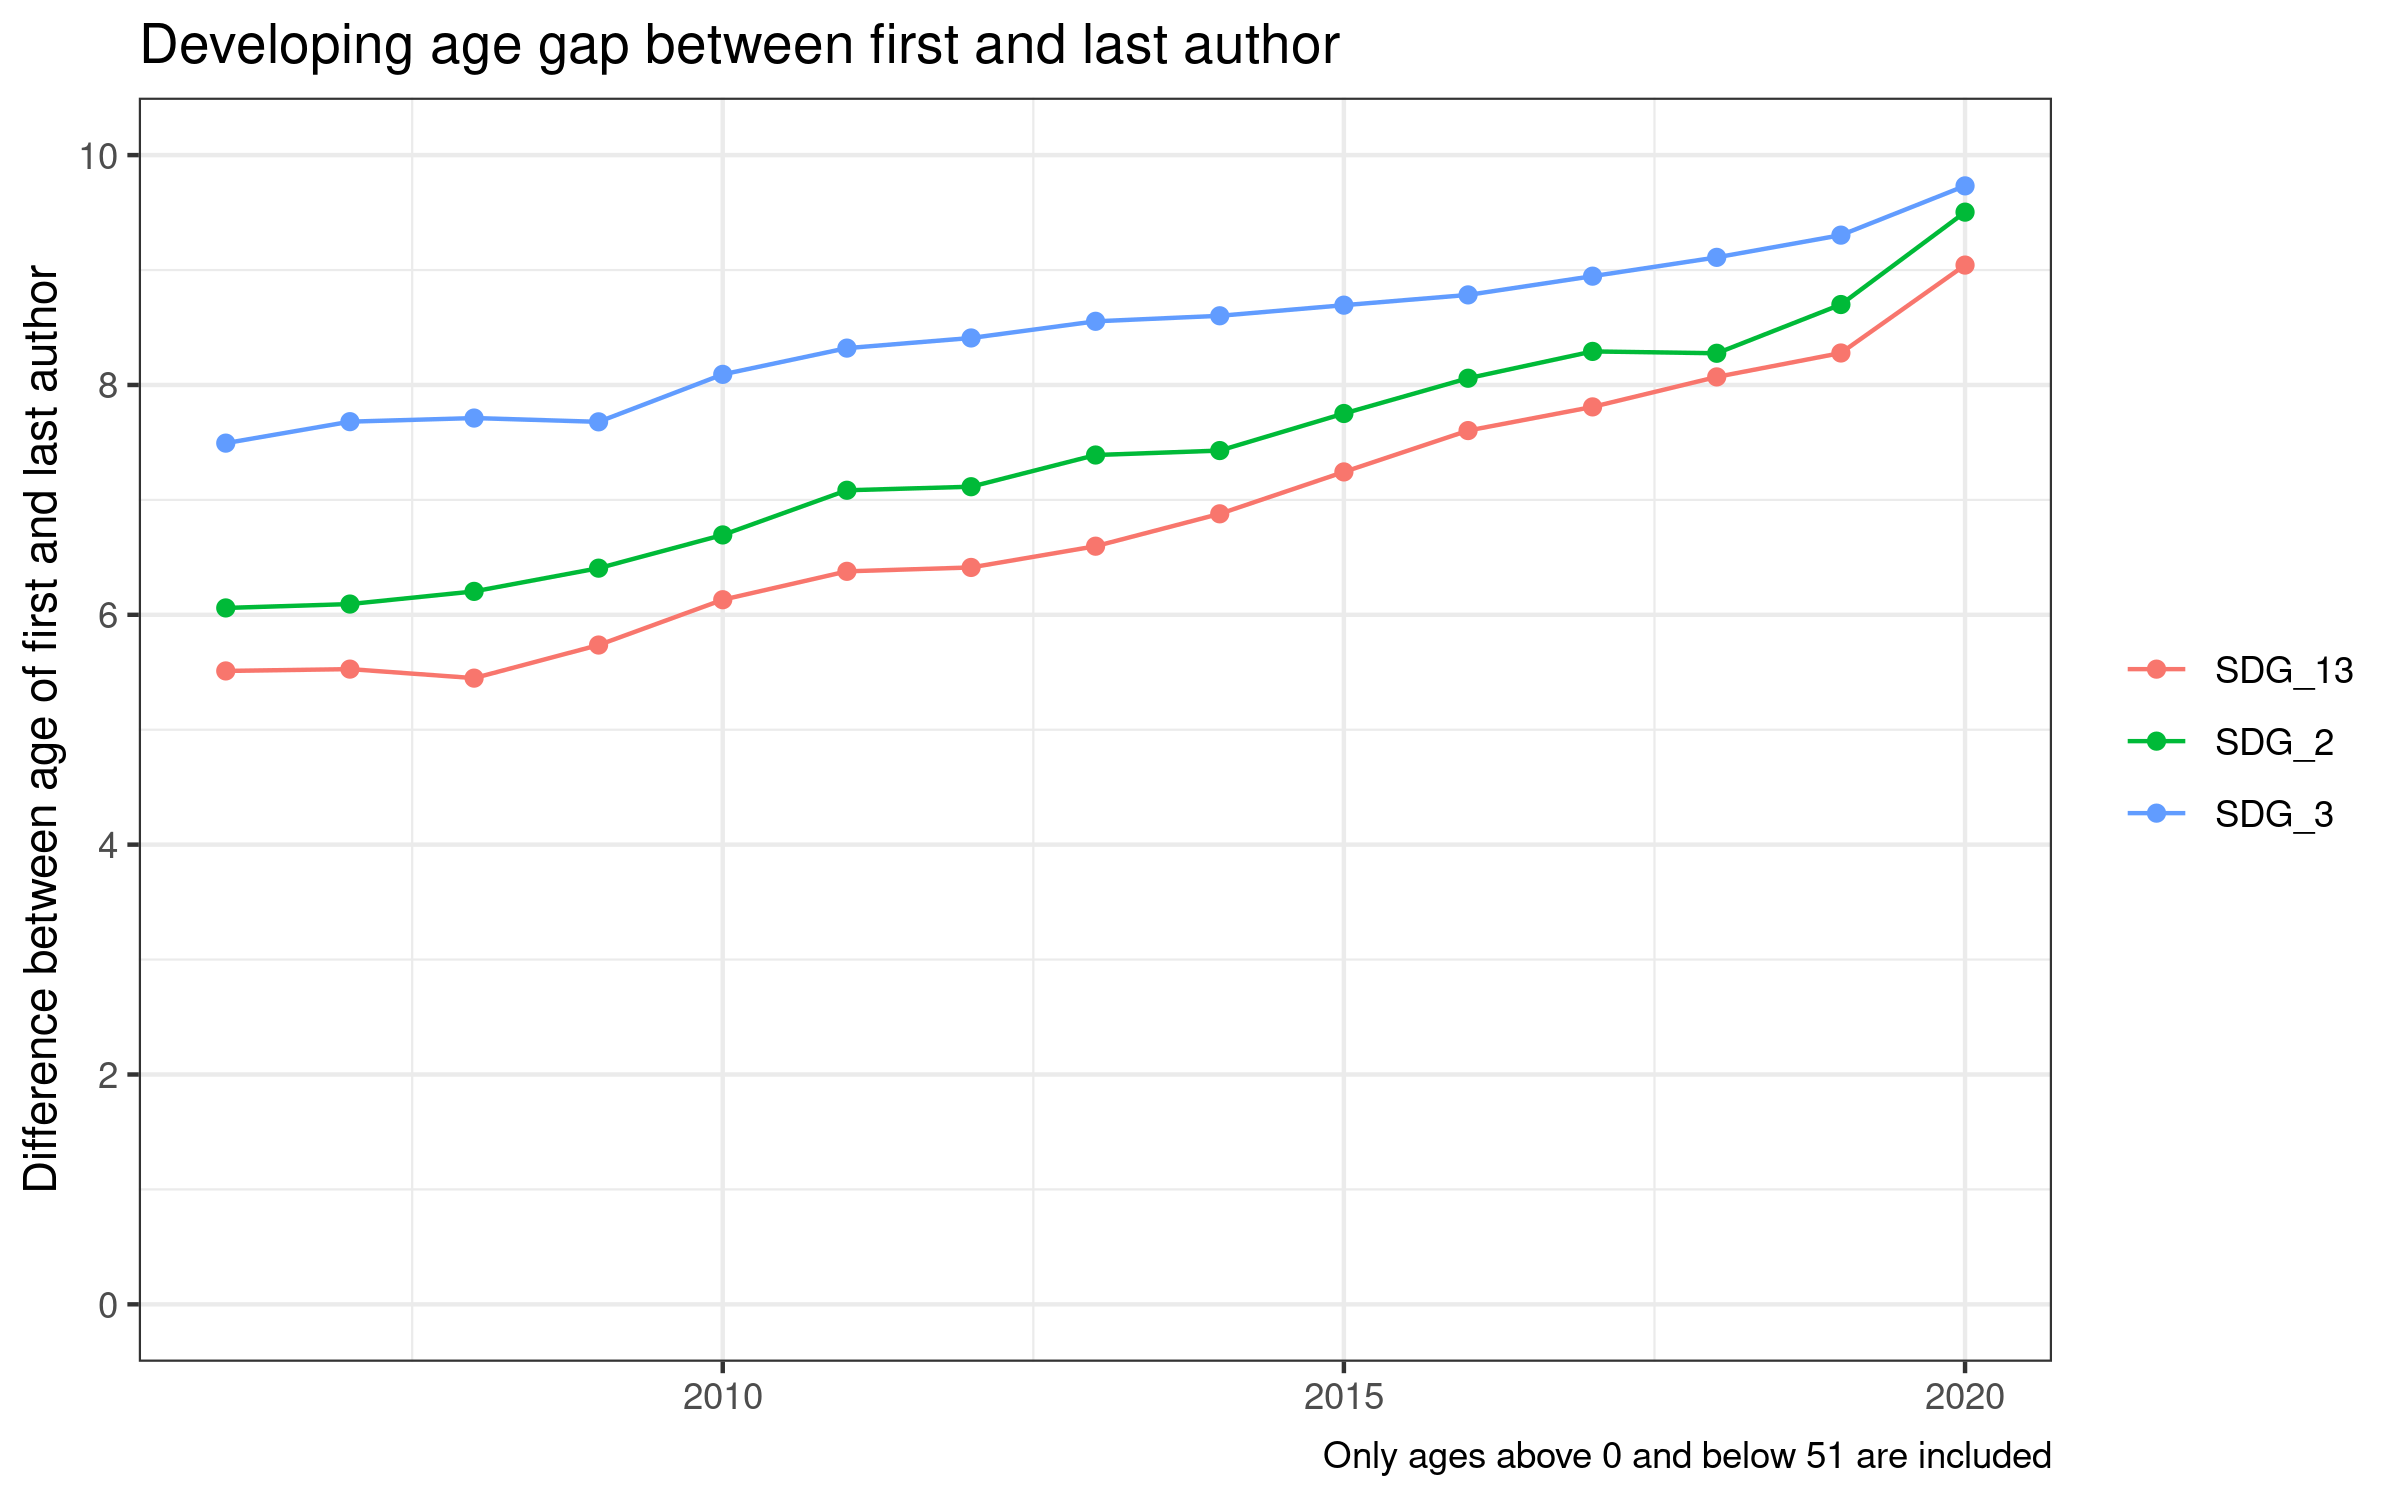 Developing age gap between first and last author
Difference between age of first and last author
10
8
6
4
2
0
2010
2015
2020
SDG_13
SDG_2
SDG_3
Only ages above 0 and below 51 are included